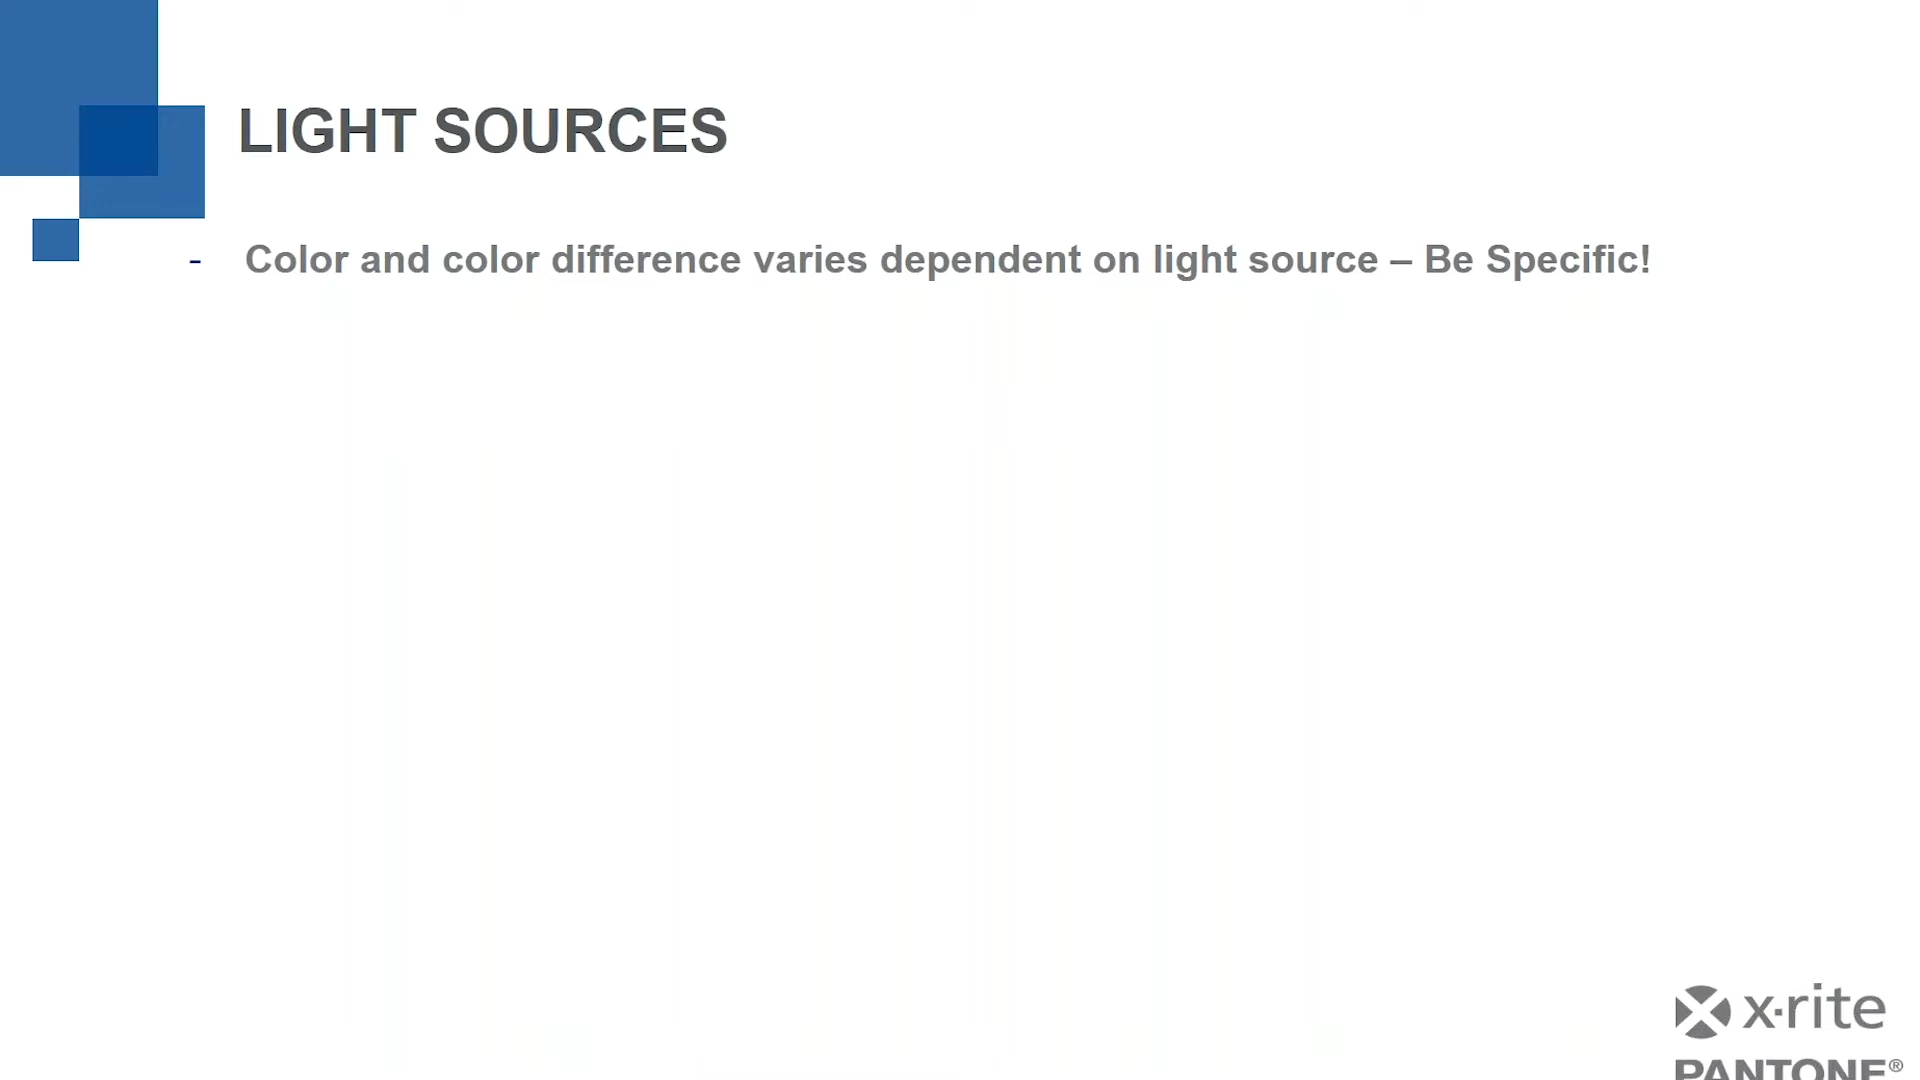 LIGHT SOURCES
- Color and color difference varies dependent on light source – Be Specific!
x·rite
PANTONE®